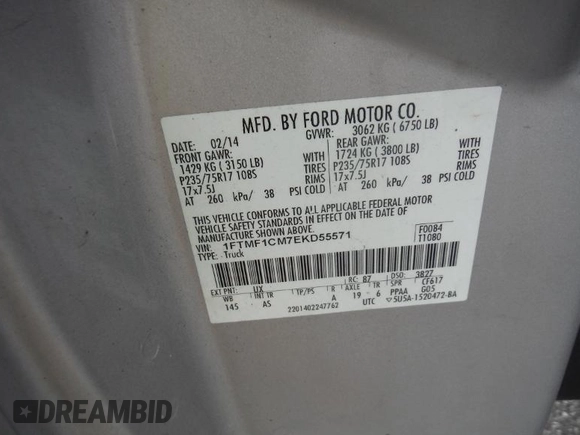 MFD. BY FORD MOTOR CO.
DATE: 02/14 GVWR: 3062 KG ( 6750 LB)
FRONT GAWR: REAR GAWR:
1429 KG ( 3150 LB) WITH 1724 KG ( 3800 LB) WITH
P235/75R17 108S TIRES P235/75R17 108S TIRES
17x7.5J RIMS 17x7.5J RIMS
AT 260 kPa/ 38 PSI COLD AT 260 kPa/ 38 PSI COLD
THIS VEHICLE CONFORMS TO ALL APPLICABLE FEDERAL MOTOR
VEHICLE SAFETY STANDARDS IN EFFECT ON THE DATE OF
MANUFACTURE SHOWN ABOVE.
VIN: 1FTMF1CM7EKD55571 F0084
TYPE: Truck T1080
EXT PNT: UX RC: 87 DSO: 3827
WB INT TR TP/PS R AXLE TR SPR CF617
145 AS A 19 6 PPAA G05
2201402247762 UTC 5U5A-1520472-BA
DREAMBID